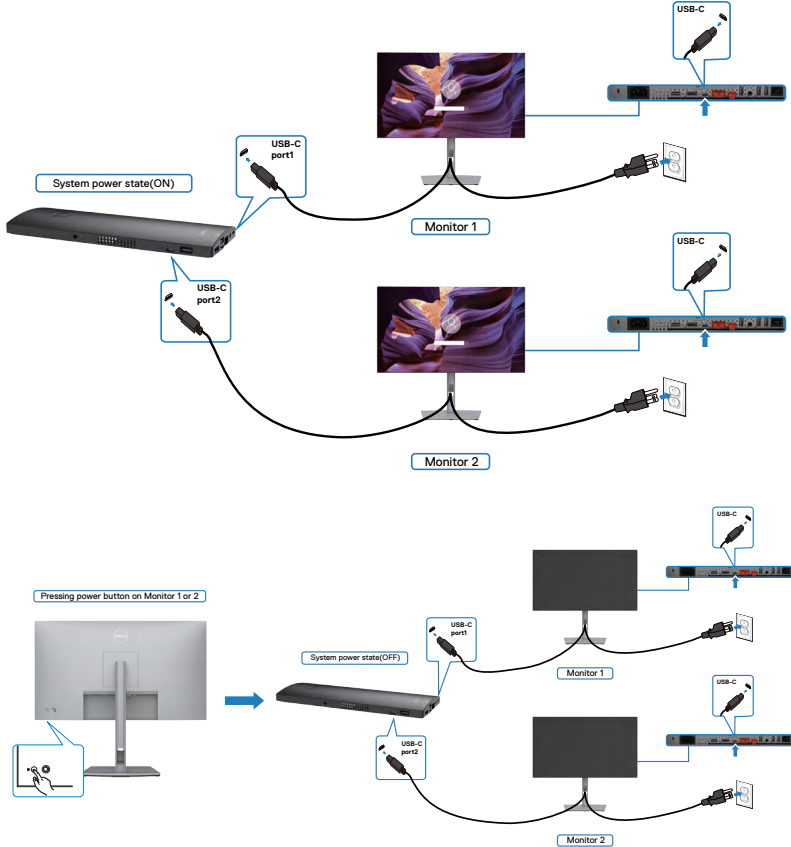 USB-C
USB-C
port1
System power state(ON)
Monitor 1
USB-C
USB-C
port2
Monitor 2
USB-C
Pressing power button on Monitor 1 or 2
USB-C
port1
DELL
System power state(OFF)
Monitor 1
USB-C
USB-C
port2
Monitor 2